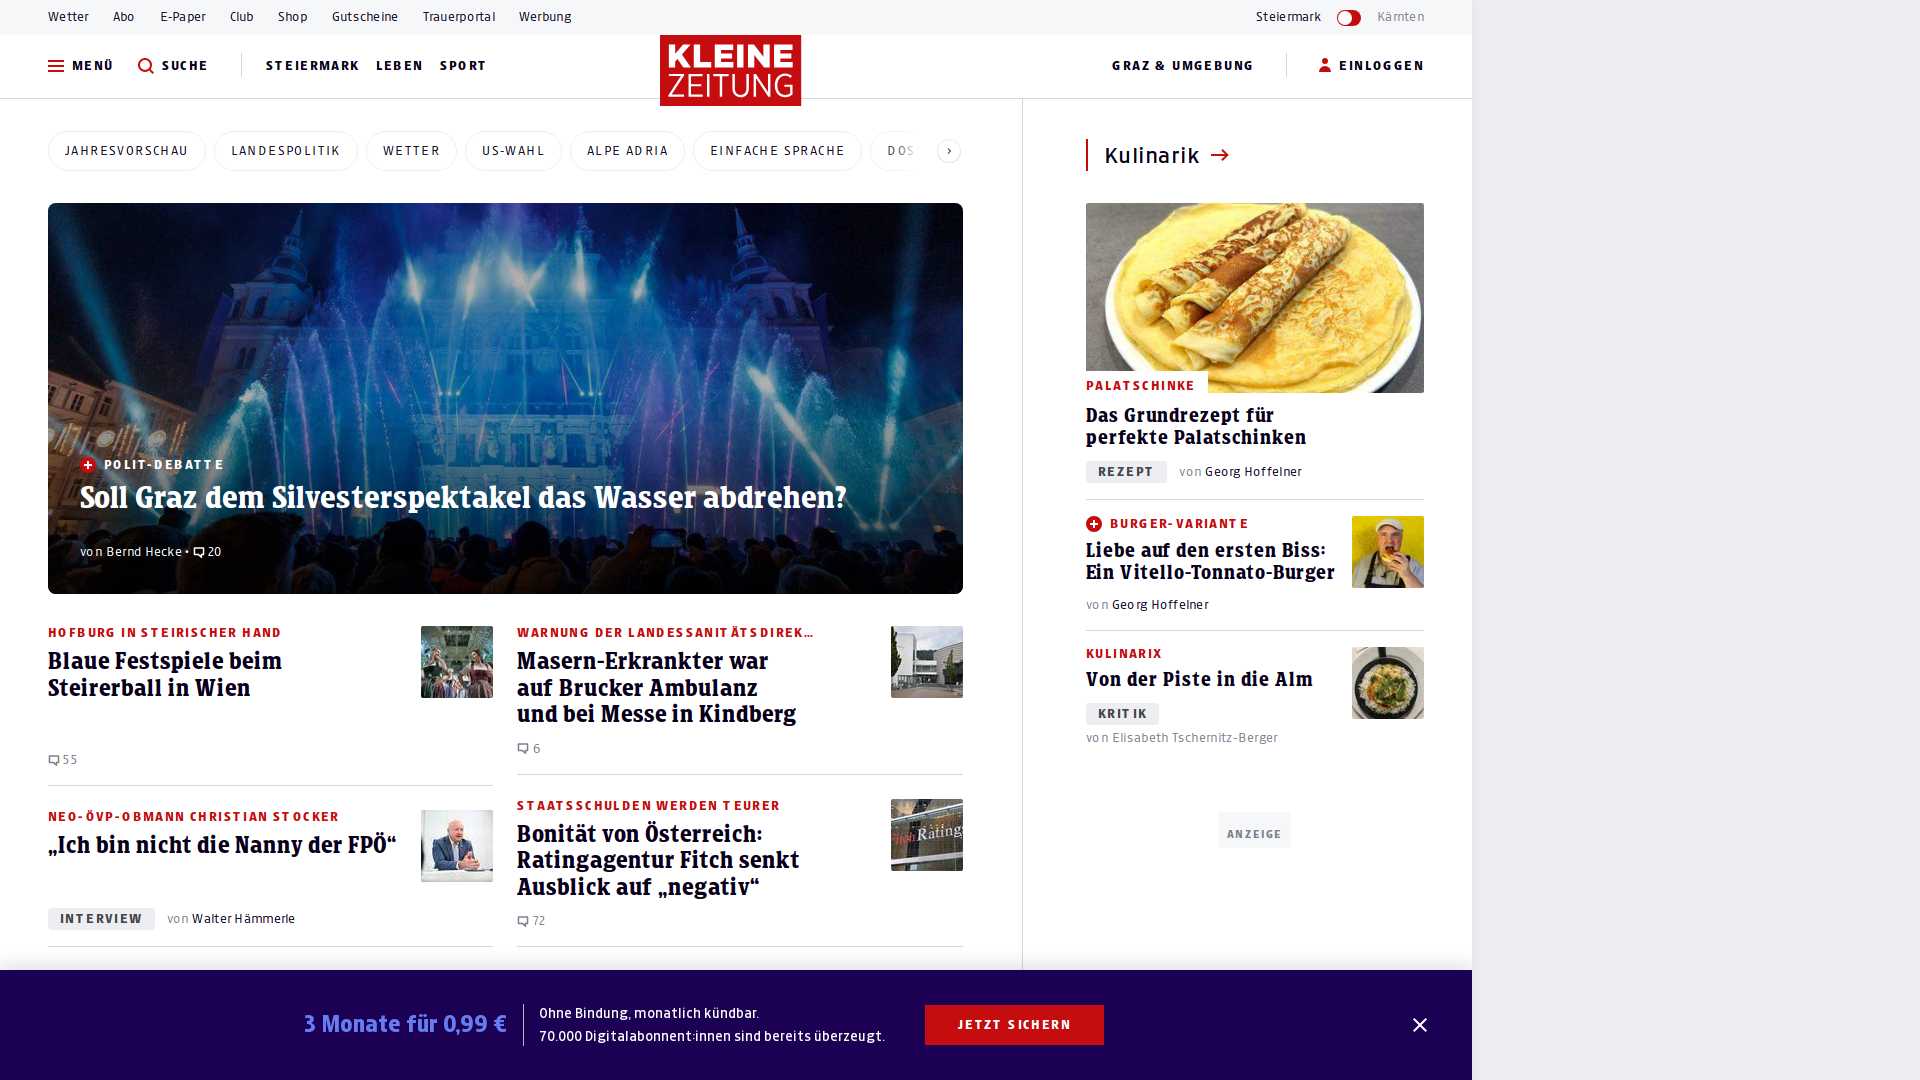 Wetter Abo E-Paper Club Shop Gutscheine Trauerportal Werbung
Steiermark Kärnten
MENÜ SUCHE STEIERMARK LEBEN SPORT
KLEINE
ZEITUNG
GRAZ & UMGEBUNG EINLOGGEN
JAHRESVORSCHAU LANDESPOLITIK WETTER US-WAHL ALPE ADRIA EINFACHE SPRACHE DOS
POLIT-DEBATTE
Soll Graz dem Silvesterspektakel das Wasser abdrehen?
von Bernd Hecke • 20
HOFBURG IN STEIRISCHER HAND
Blaue Festspiele beim
Steirerball in Wien
55
NEO-ÖVP-OBMANN CHRISTIAN STOCKER
„Ich bin nicht die Nanny der FPÖ“
INTERVIEW von Walter Hämmerle
WARNUNG DER LANDESSANITÄTSDIREK...
Masern-Erkrankter war
auf Brucker Ambulanz
und bei Messe in Kindberg
6
STAATSSCHULDEN WERDEN TEURER
Bonität von Österreich:
Ratingagentur Fitch senkt
Ausblick auf „negativ“
72
Kulinarik
PALATSCHINKE
Das Grundrezept für
perfekte Palatschinken
REZEPT von Georg Hoffelner
BURGER-VARIANTE
Liebe auf den ersten Biss:
Ein Vitello-Tonnato-Burger
von Georg Hoffelner
KULINARIX
Von der Piste in die Alm
KRITIK
von Elisabeth Tschernitz-Berger
ANZEIGE
3 Monate für 0,99 €
Ohne Bindung, monatlich kündbar.
70.000 Digitalabonnent:innen sind bereits überzeugt.
JETZT SICHERN